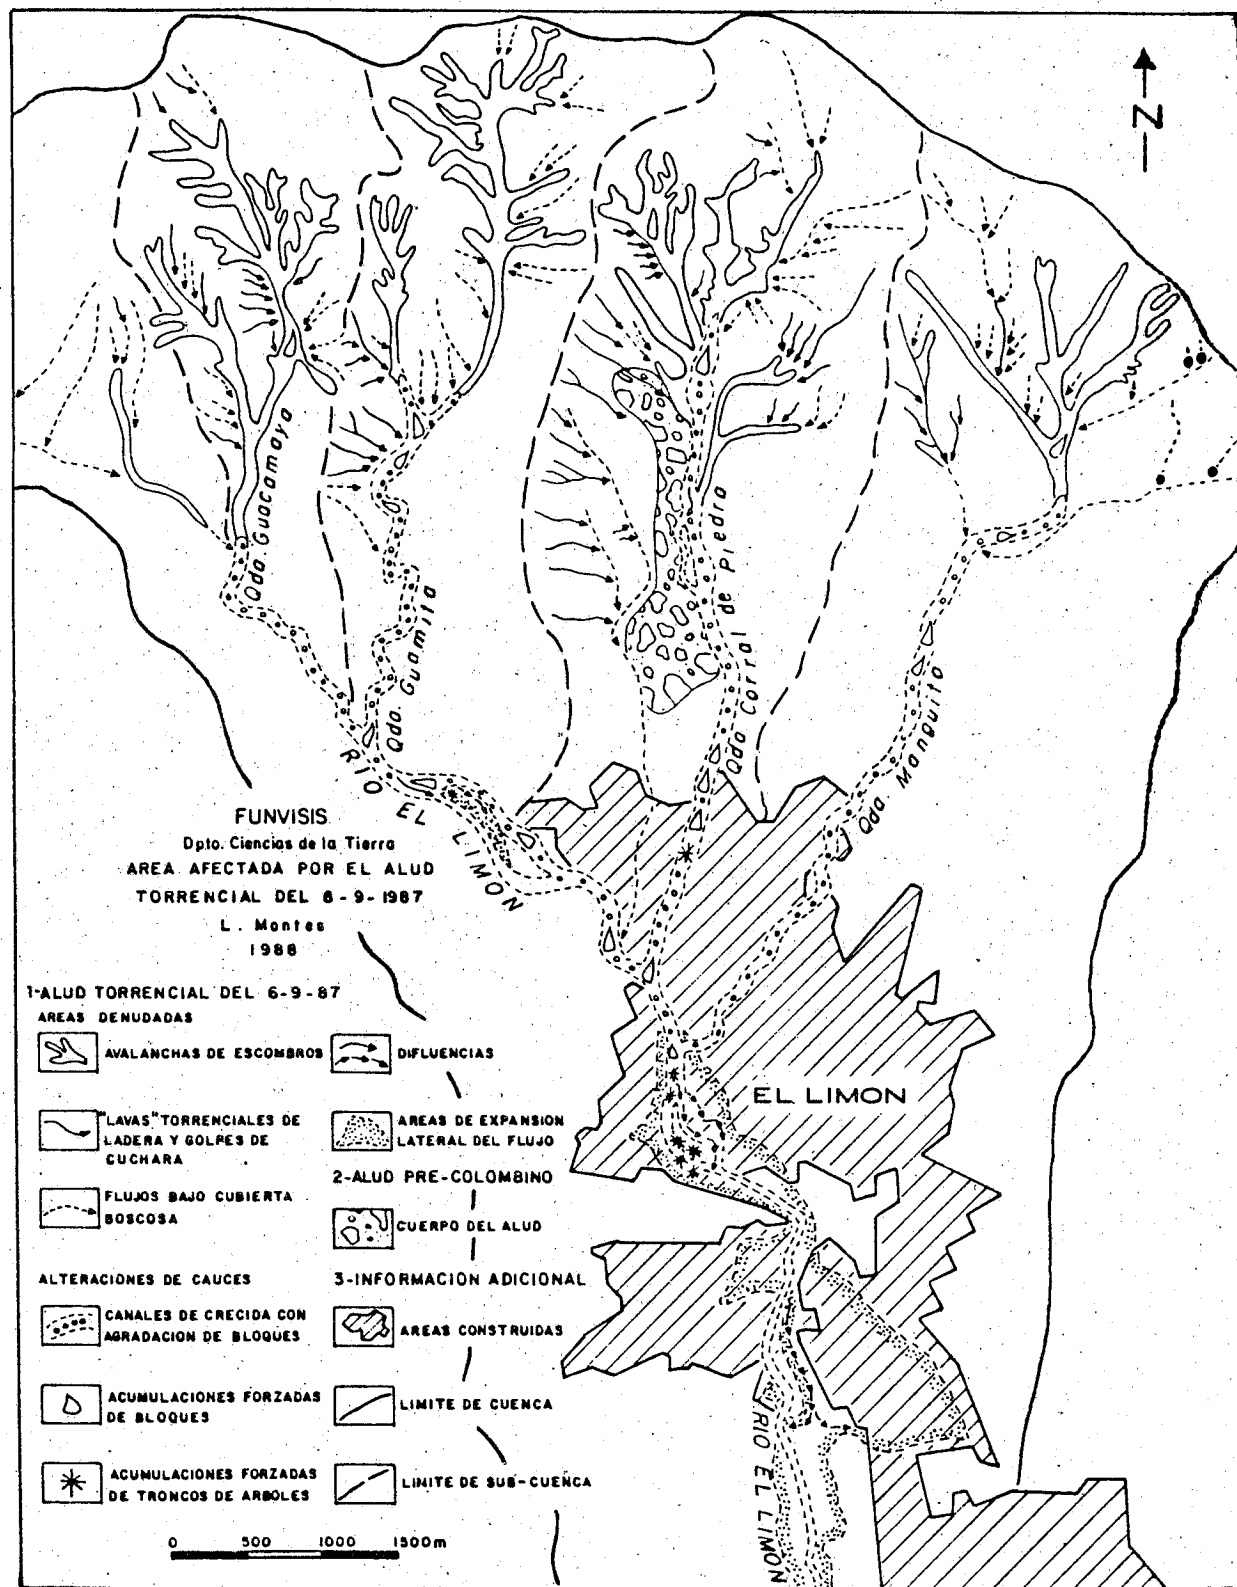 N
Qda. Guacamaya
Qda. Guamita
Qda Corral de Piedra
Qda. Manguito
RIO EL LIMON
FUNVISIS
Dpto. Ciencias de la Tierra
AREA AFECTADA POR EL ALUD
TORRENCIAL DEL 6-9-1987
L. Montes
1988
1-ALUD TORRENCIAL DEL 6-9-87
AREAS DENUDADAS
AVALANCHAS DE ESCOMBROS
"LAVAS" TORRENCIALES DE
LADERA Y GOLPES DE
CUCHARA
FLUJOS BAJO CUBIERTA
BOSCOSA
ALTERACIONES DE CAUCES
CANALES DE CRECIDA CON
AGRADACION DE BLOQUES
ACUMULACIONES FORZADAS
DE BLOQUES
ACUMULACIONES FORZADAS
DE TRONCOS DE ARBOLES
DIFLUENCIAS
AREAS DE EXPANSION
LATERAL DEL FLUJO
2-ALUD PRE-COLOMBINO
CUERPO DEL ALUD
3-INFORMACION ADICIONAL
AREAS CONSTRUIDAS
LIMITE DE CUENCA
LIMITE DE SUB-CUENCA
0 500 1000 1500m
EL LIMON
RIO EL LIMON